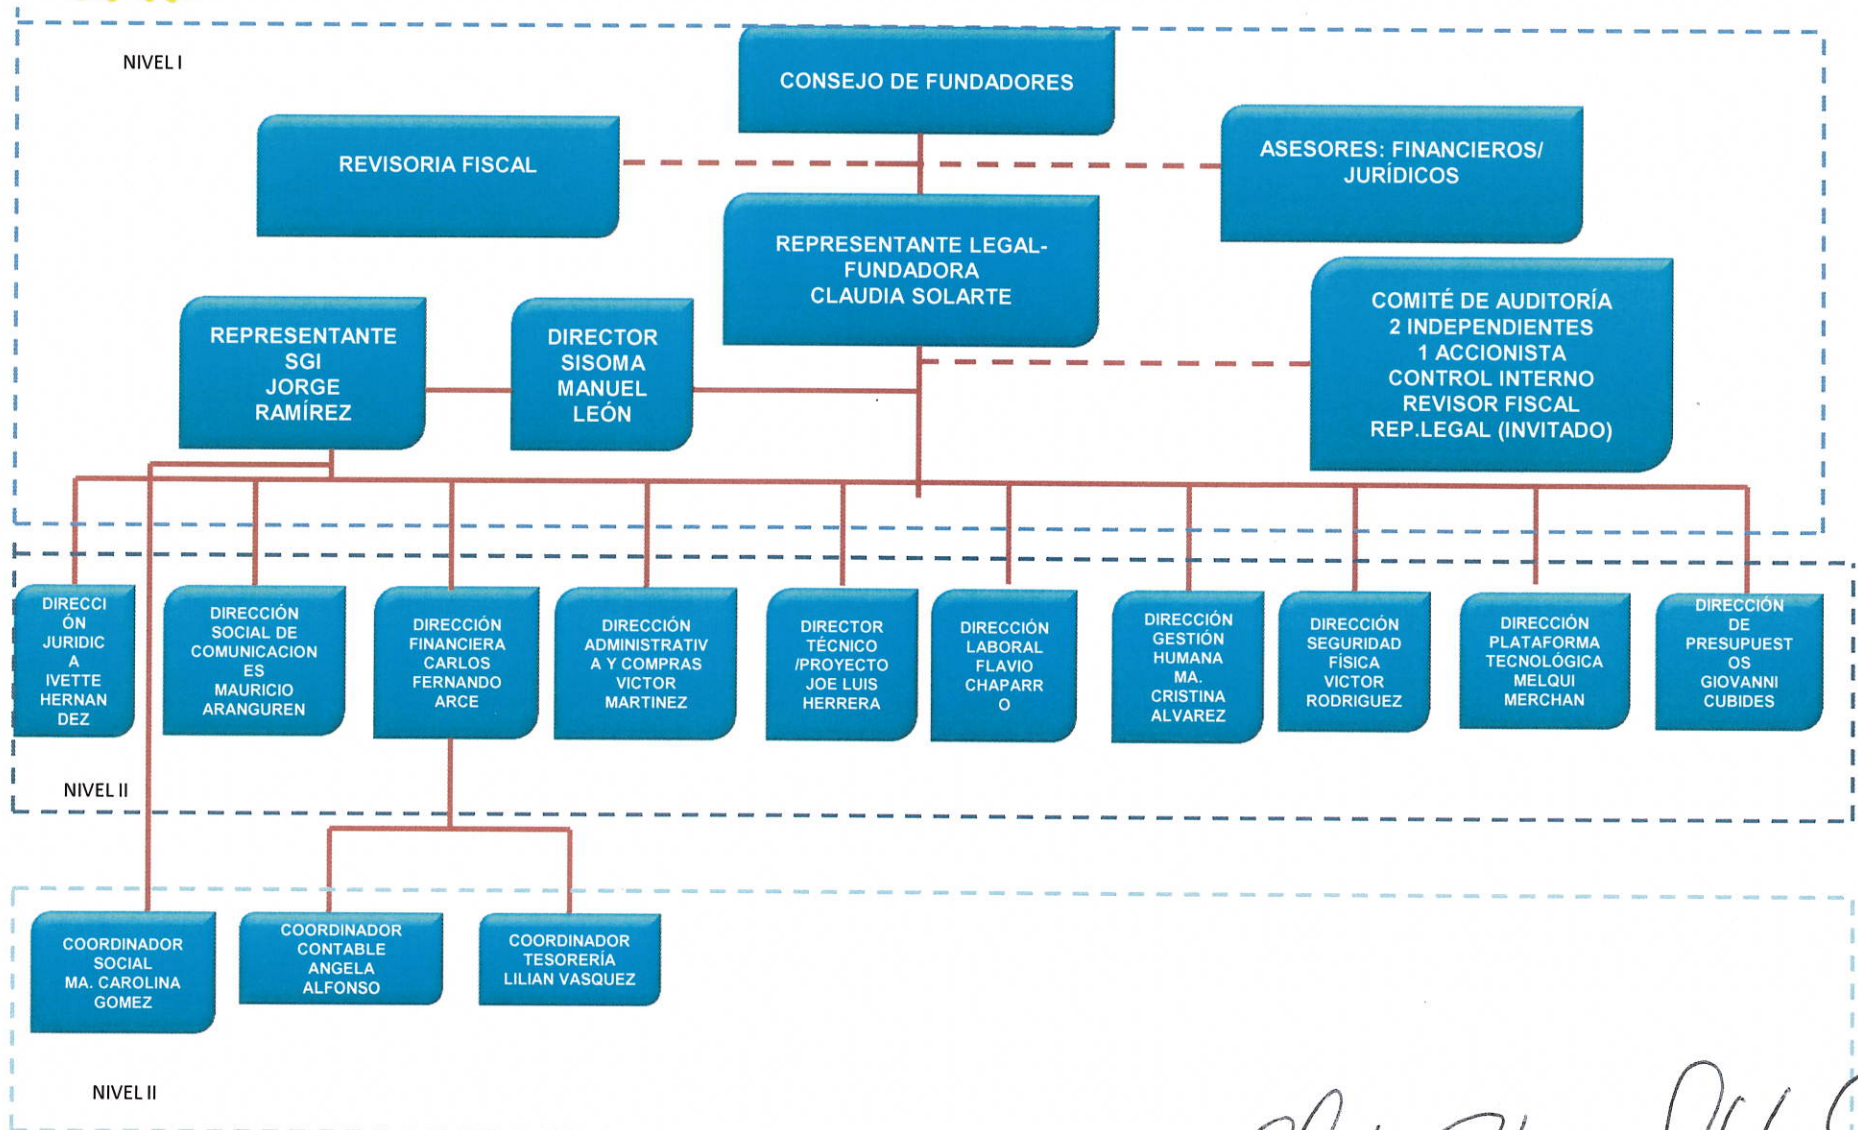 NIVEL I
CONSEJO DE FUNDADORES
REVISORIA FISCAL
ASESORES: FINANCIEROS/
JURÍDICOS
REPRESENTANTE LEGAL-
FUNDADORA
CLAUDIA SOLARTE
REPRESENTANTE
SGI
JORGE
RAMÍREZ
DIRECTOR
SISOMA
MANUEL
LEÓN
COMITÉ DE AUDITORÍA
2 INDEPENDIENTES
1 ACCIONISTA
CONTROL INTERNO
REVISOR FISCAL
REP.LEGAL (INVITADO)
DIRECCI
ÓN
JURIDIC
A
IVETTE
HERNAN
DEZ
DIRECCIÓN
SOCIAL DE
COMUNICACION
ES
MAURICIO
ARANGUREN
DIRECCIÓN
FINANCIERA
CARLOS
FERNANDO
ARCE
DIRECCIÓN
ADMINISTRATIV
A Y COMPRAS
VICTOR
MARTINEZ
DIRECTOR
TÉCNICO
/PROYECTO
JOE LUIS
HERRERA
DIRECCIÓN
LABORAL
FLAVIO
CHAPARR
O
DIRECCIÓN
GESTIÓN
HUMANA
MA.
CRISTINA
ALVAREZ
DIRECCIÓN
SEGURIDAD
FÍSICA
VICTOR
RODRIGUEZ
DIRECCIÓN
PLATAFORMA
TECNOLÓGICA
MELQUI
MERCHAN
DIRECCIÓN
DE
PRESUPUEST
OS
GIOVANNI
CUBIDES
NIVEL II
COORDINADOR
SOCIAL
MA. CAROLINA
GOMEZ
COORDINADOR
CONTABLE
ANGELA
ALFONSO
COORDINADOR
TESORERÍA
LILIAN VASQUEZ
NIVEL II